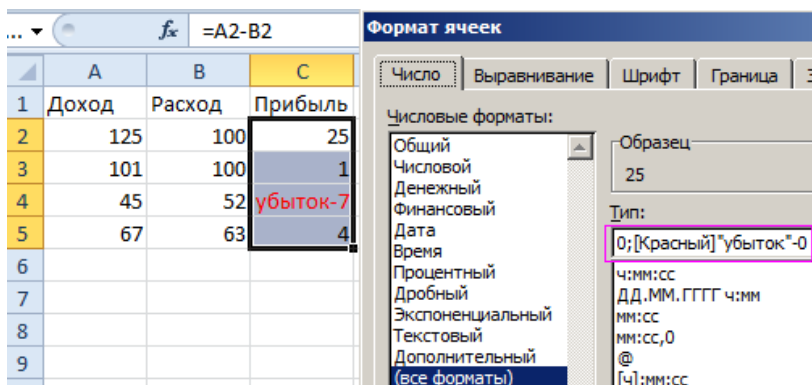 ... fx =A2-B2
A B C
1 Доход Расход Прибыль
2 125 100 25
3 101 100 1
4 45 52 убыток-7
5 67 63 4
6
7
8
9
Формат ячеек
Число Выравнивание Шрифт Граница
Числовые форматы:
Общий
Числовой
Денежный
Финансовый
Дата
Время
Процентный
Дробный
Экспоненциальный
Текстовый
Дополнительный
(все форматы)
Образец
25
Тип:
0;[Красный]"убыток"-0
ч:мм:сс
ДД.ММ.ГГГГ ч:мм
мм:сс
мм:сс,0
@
[ч]:мм:сс